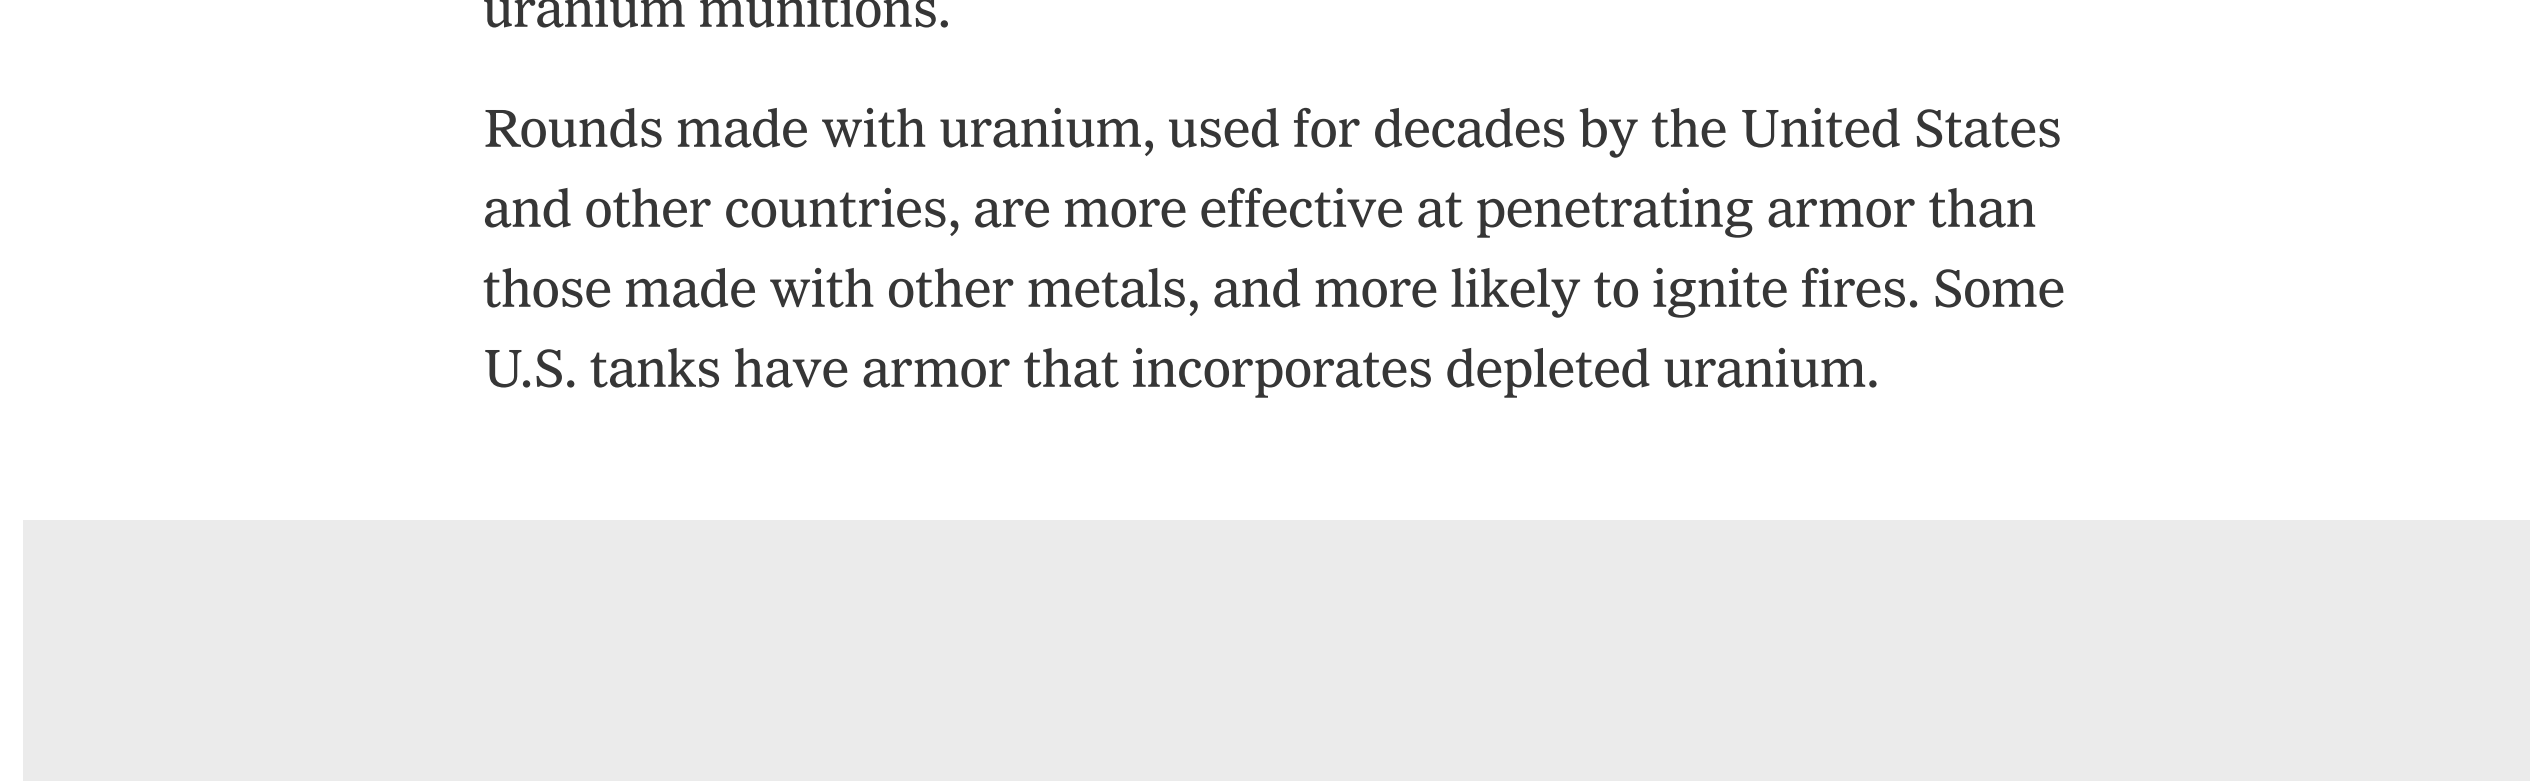 uranium munitions.
Rounds made with uranium, used for decades by the United States
and other countries, are more effective at penetrating armor than
those made with other metals, and more likely to ignite fires. Some
U.S. tanks have armor that incorporates depleted uranium.